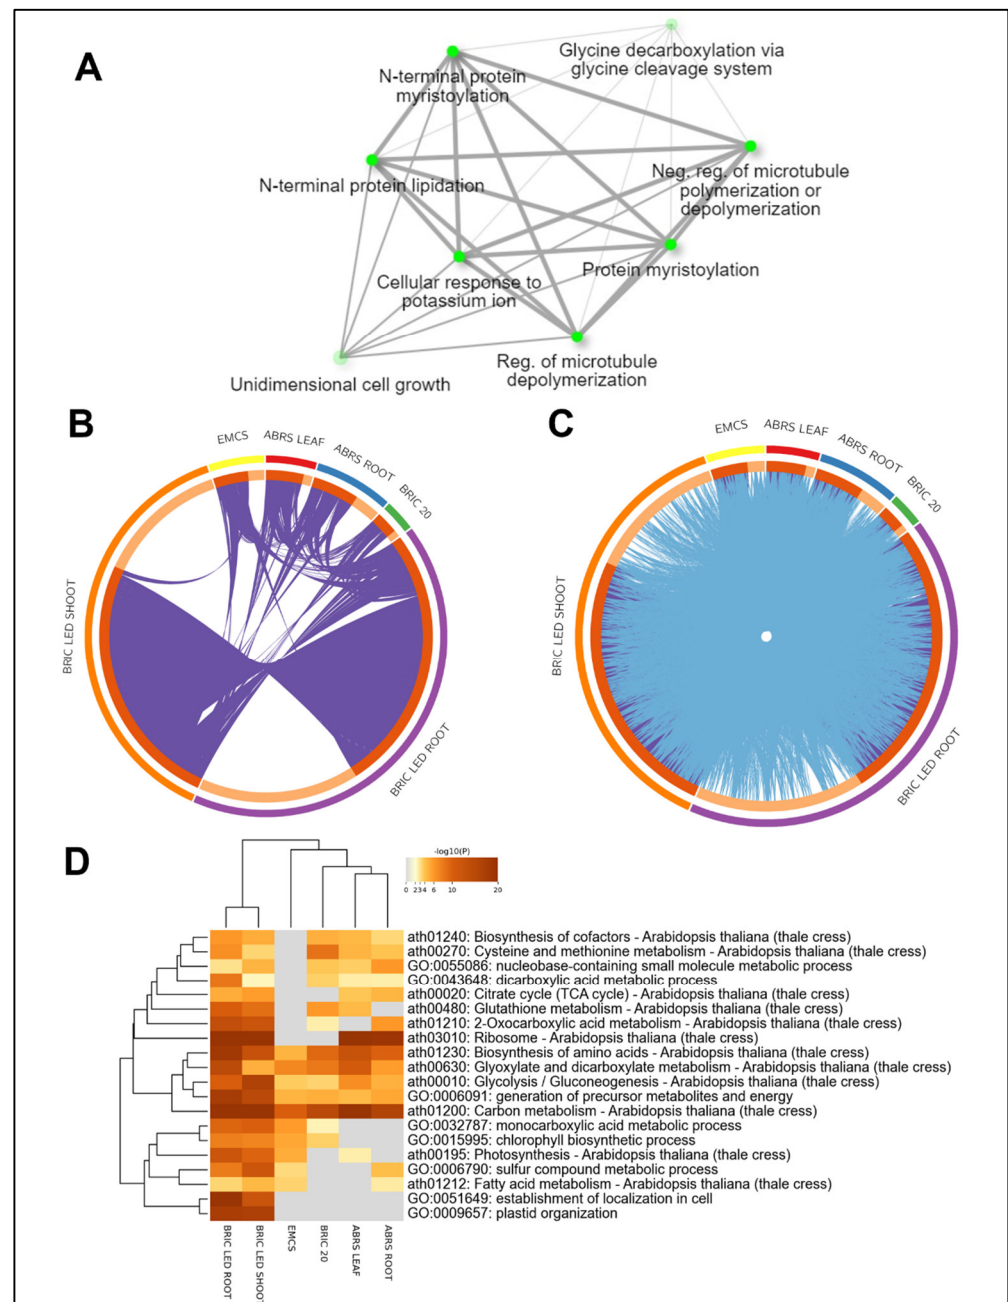 A
Glycine decarboxylation via
glycine cleavage system
N-terminal protein
myristoylation
Neg. reg. of microtubule
polymerization or
depolymerization
N-terminal protein lipidation
Protein myristoylation
Cellular response to
potassium ion
Reg. of microtubule
depolymerization
Unidimensional cell growth
B
EMCS
ABRS LEAF
ABRS ROOT
BRIC 20
BRIC LED SHOOT
BRIC LED ROOT
C
EMCS
ABRS LEAF
ABRS ROOT
BRIC 20
BRIC LED SHOOT
BRIC LED ROOT
D
-log10(P)
0 2 3 4 6 10 20
ath01240: Biosynthesis of cofactors - Arabidopsis thaliana (thale cress)
ath00270: Cysteine and methionine metabolism - Arabidopsis thaliana (thale cress)
GO:0055086: nucleobase-containing small molecule metabolic process
GO:0043648: dicarboxylic acid metabolic process
ath00020: Citrate cycle (TCA cycle) - Arabidopsis thaliana (thale cress)
ath00480: Glutathione metabolism - Arabidopsis thaliana (thale cress)
ath01210: 2-Oxocarboxylic acid metabolism - Arabidopsis thaliana (thale cress)
ath03010: Ribosome - Arabidopsis thaliana (thale cress)
ath01230: Biosynthesis of amino acids - Arabidopsis thaliana (thale cress)
ath00630: Glyoxylate and dicarboxylate metabolism - Arabidopsis thaliana (thale cress)
ath00010: Glycolysis / Gluconeogenesis - Arabidopsis thaliana (thale cress)
GO:0006091: generation of precursor metabolites and energy
ath01200: Carbon metabolism - Arabidopsis thaliana (thale cress)
GO:0032787: monocarboxylic acid metabolic process
GO:0015995: chlorophyll biosynthetic process
ath00195: Photosynthesis - Arabidopsis thaliana (thale cress)
GO:0006790: sulfur compound metabolic process
ath01212: Fatty acid metabolism - Arabidopsis thaliana (thale cress)
GO:0051649: establishment of localization in cell
GO:0009657: plastid organization
BRIC LED ROOT
BRIC LED SHOOT
EMCS
BRIC 20
ABRS LEAF
ABRS ROOT